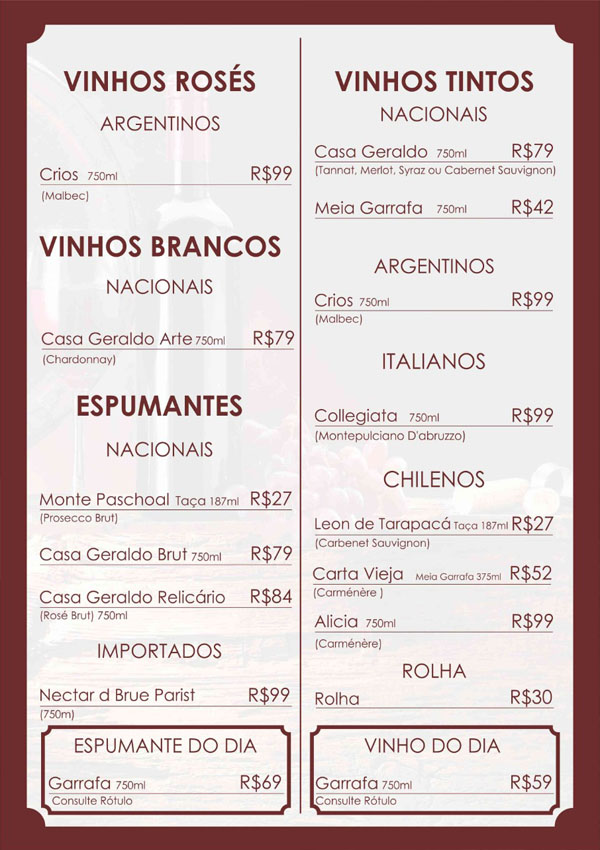 VINHOS ROSÉS
ARGENTINOS
Crios 750ml R$99
(Malbec)
VINHOS BRANCOS
NACIONAIS
Casa Geraldo Arte 750ml R$79
(Chardonnay)
ESPUMANTES
NACIONAIS
Monte Paschoal Taça 187ml R$27
(Prosecco Brut)
Casa Geraldo Brut 750ml R$79
Casa Geraldo Relicário R$84
(Rosé Brut) 750ml
IMPORTADOS
Nectar d Brue Parist R$99
(750m)
ESPUMANTE DO DIA
Garrafa 750ml R$69
Consulte Rótulo
VINHOS TINTOS
NACIONAIS
Casa Geraldo 750ml R$79
(Tannat, Merlot, Syraz ou Cabernet Sauvignon)
Meia Garrafa 750ml R$42
ARGENTINOS
Crios 750ml R$99
(Malbec)
ITALIANOS
Collegiata 750ml R$99
(Montepulciano D'abruzzo)
CHILENOS
Leon de Tarapacá Taça 187ml R$27
(Carbenet Sauvignon)
Carta Vieja Meia Garrafa 375ml R$52
(Carménère )
Alicia 750ml R$99
(Carménère)
ROLHA
Rolha R$30
VINHO DO DIA
Garrafa 750ml R$59
Consulte Rótulo